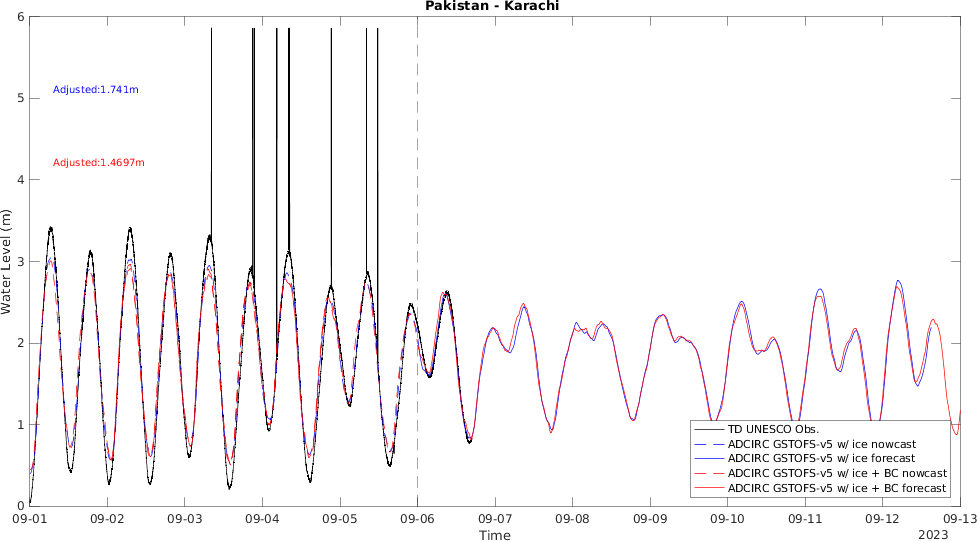 Pakistan - Karachi
6
5
4
3
2
1
0
Water Level (m)
Adjusted:1.741m
Adjusted:1.4697m
TD UNESCO Obs.
ADCIRC GSTOFS-v5 w/ ice nowcast
ADCIRC GSTOFS-v5 w/ ice forecast
ADCIRC GSTOFS-v5 w/ ice + BC nowcast
ADCIRC GSTOFS-v5 w/ ice + BC forecast
09-01 09-02 09-03 09-04 09-05 09-06 09-07 09-08 09-09 09-10 09-11 09-12 09-13
Time
2023